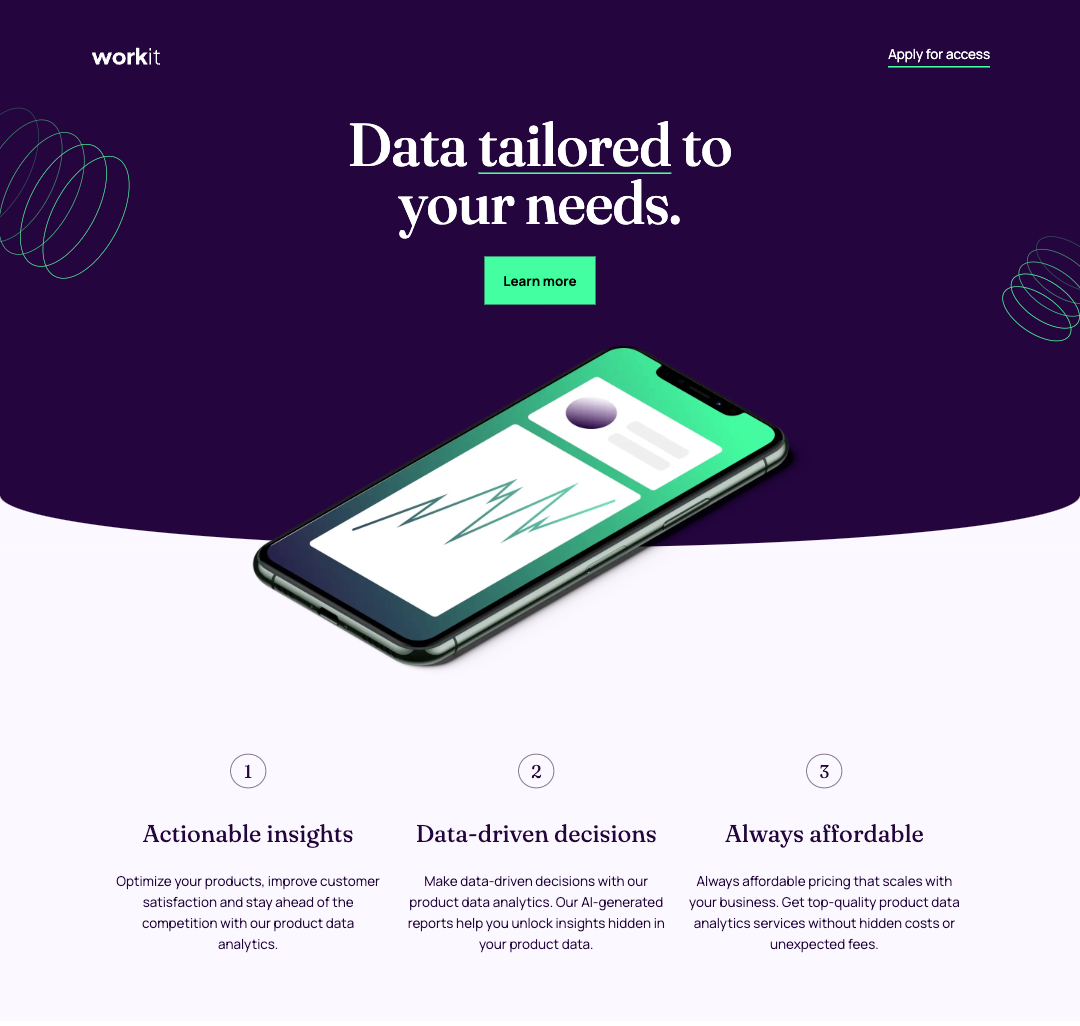 workit
Apply for access
Data tailored to
your needs.
Learn more
1
Actionable insights
Optimize your products, improve customer
satisfaction and stay ahead of the
competition with our product data
analytics.
2
Data-driven decisions
Make data-driven decisions with our
product data analytics. Our AI-generated
reports help you unlock insights hidden in
your product data.
3
Always affordable
Always affordable pricing that scales with
your business. Get top-quality product data
analytics services without hidden costs or
unexpected fees.